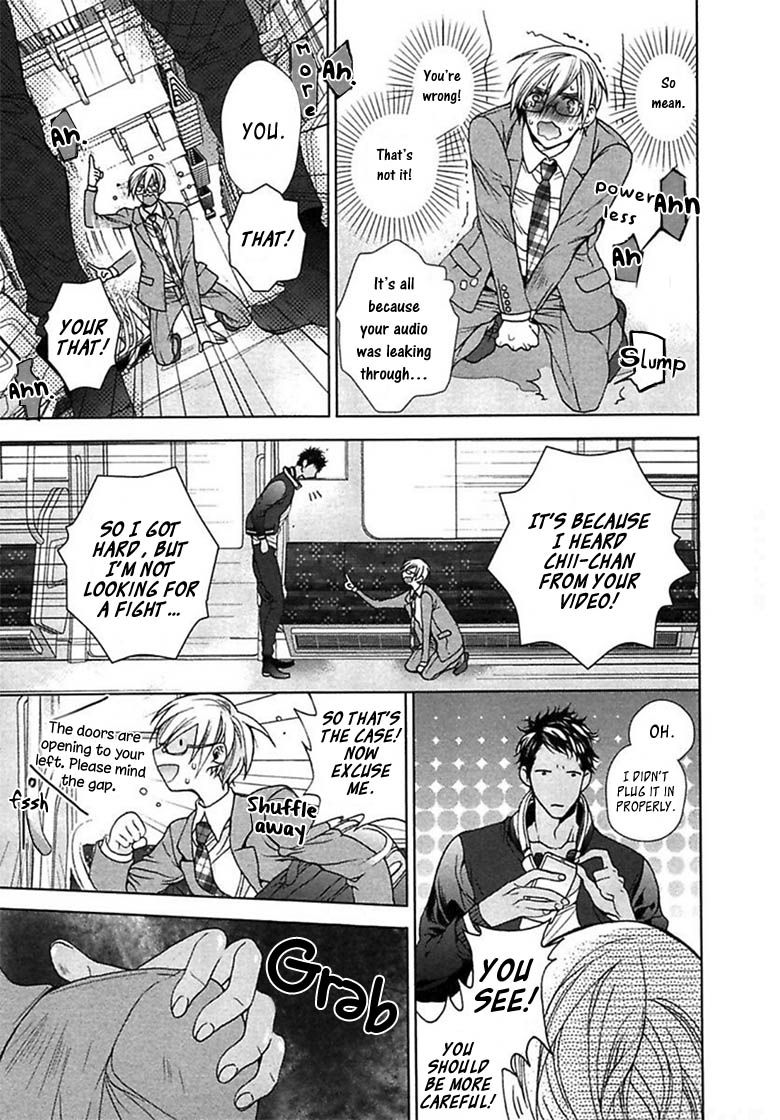 So
mean.
You're
wrong!
That's
not it!
power
less
Ahn
Ah
It's all
because
your audio
was leaking
through...
Slump
Ah.
more
YOU.
Ah.
THAT!
YOUR
THAT!
Ahn.
IT'S BECAUSE
I HEARD
CHII-CHAN
FROM YOUR
VIDEO!
SO I GOT
HARD, BUT
I'M NOT
LOOKING FOR
A FIGHT...
OH.
I DIDN'T
PLUG IT IN
PROPERLY.
YOU
SEE!
YOU
SHOULD
BE MORE
CAREFUL!
SO THAT'S
THE CASE!
NOW
EXCUSE
ME.
The doors are
opening to your
left. Please mind
the gap.
fssh
Shuffle
away
Grab